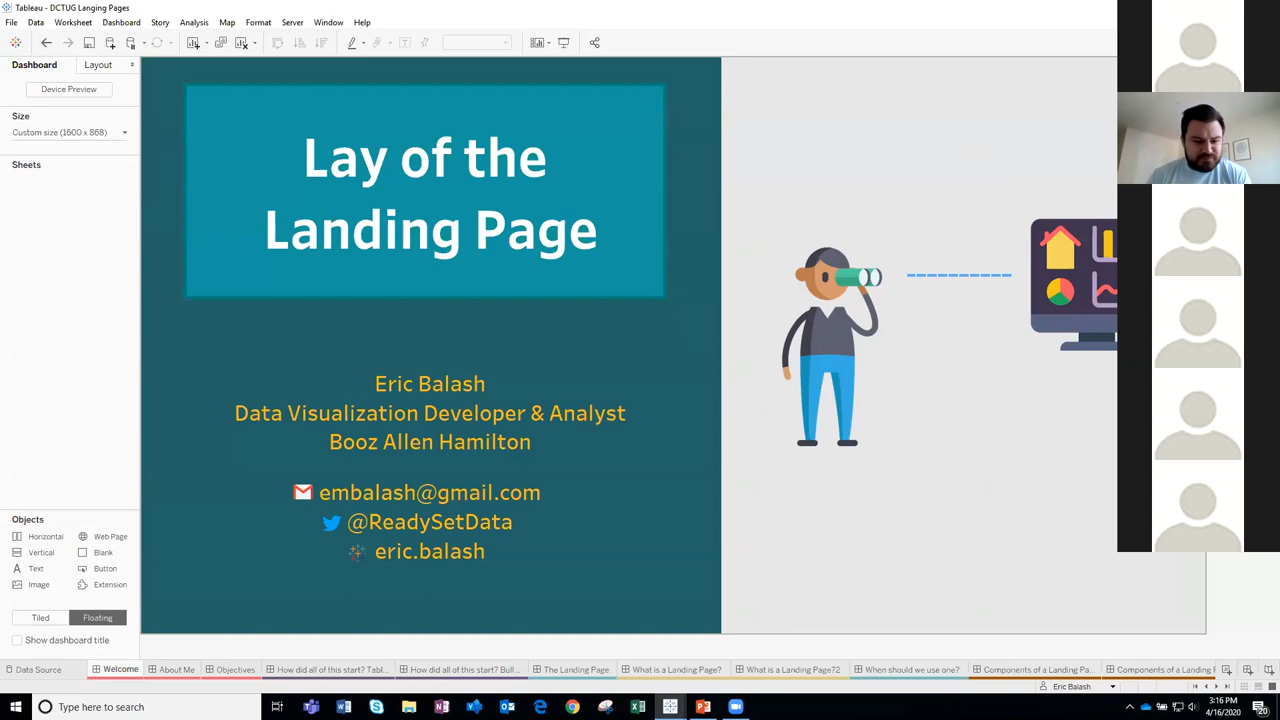 Tableau - DCTUG Langing Pages
File Data Worksheet Dashboard Story Analysis Map Format Server Window Help
Dashboard Layout
Device Preview
Size
Custom size (1600 x 868)
Sheets
Lay of the
Landing Page
Eric Balash
Data Visualization Developer & Analyst
Booz Allen Hamilton
embalash@gmail.com
@ReadySetData
eric.balash
Objects
Horizontal Web Page
Vertical Blank
Text Button
Image Extension
Tiled Floating
Show dashboard title
Data Source Welcome About Me Objectives How did all of this start? Tabl... How did all of this start? Bull... The Landing Page What is a Landing Page? What is a Landing Page?2 When should we use one? Components of a Landing Pa... Components of a Landing
Eric Balash
Type here to search
3:16 PM
4/16/2020
20